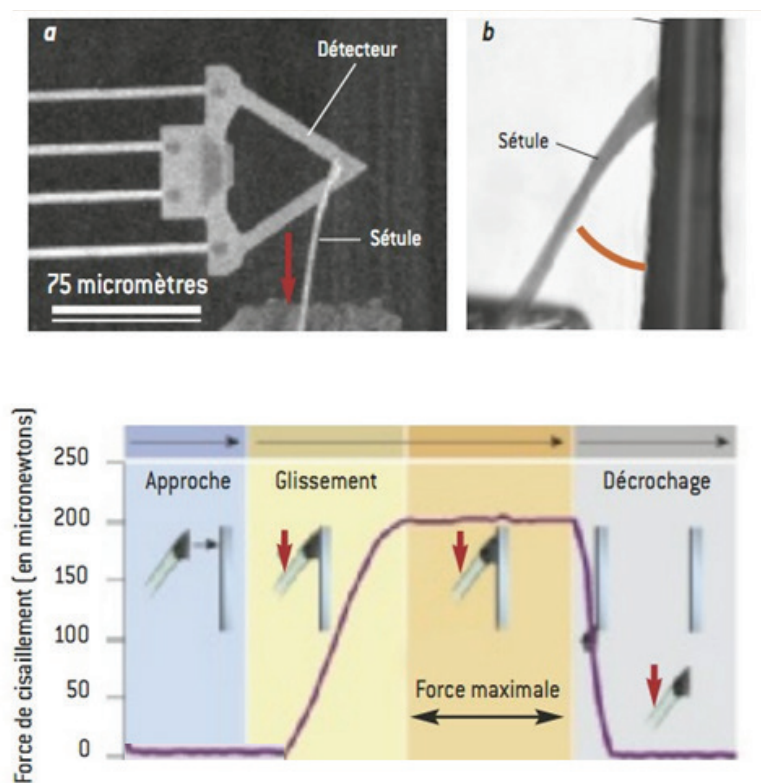 a
Détecteur
Sétule
75 micromètres
b
Sétule
Force de cisaillement (en micronewtons)
250
200
150
100
50
0
Approche
Glissement
Décrochage
Force maximale